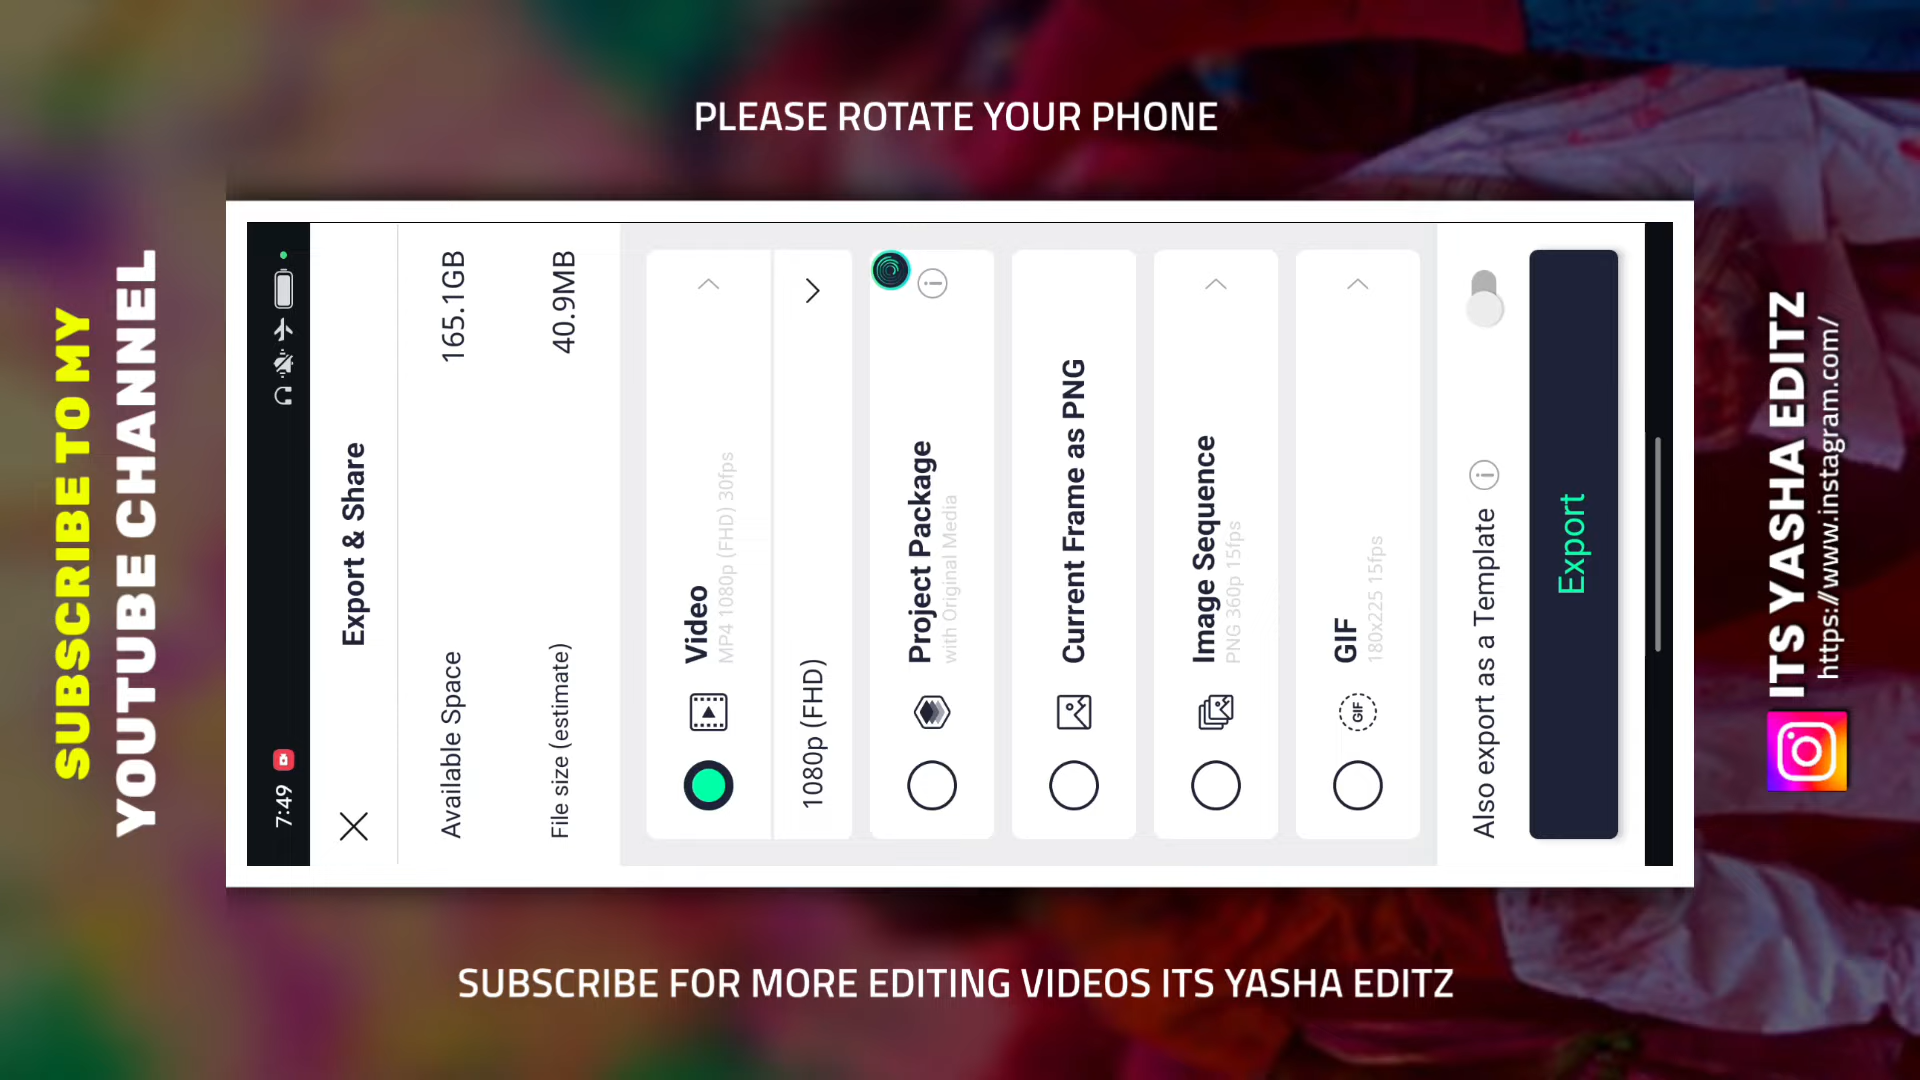 PLEASE ROTATE YOUR PHONE
SUBSCRIBE TO MY
YOUTUBE CHANNEL
7:49
Export & Share
Available Space 165.1GB
File size (estimate) 40.9MB
Video
MP4 1080p (FHD) 30fps
1080p (FHD)
Project Package
with Original Media
Current Frame as PNG
Image Sequence
PNG 360p 15fps
GIF
GIF
180x225 15fps
Also export as a Template
Export
ITS YASHA EDITZ
https://www.instagram.com/
SUBSCRIBE FOR MORE EDITING VIDEOS ITS YASHA EDITZ